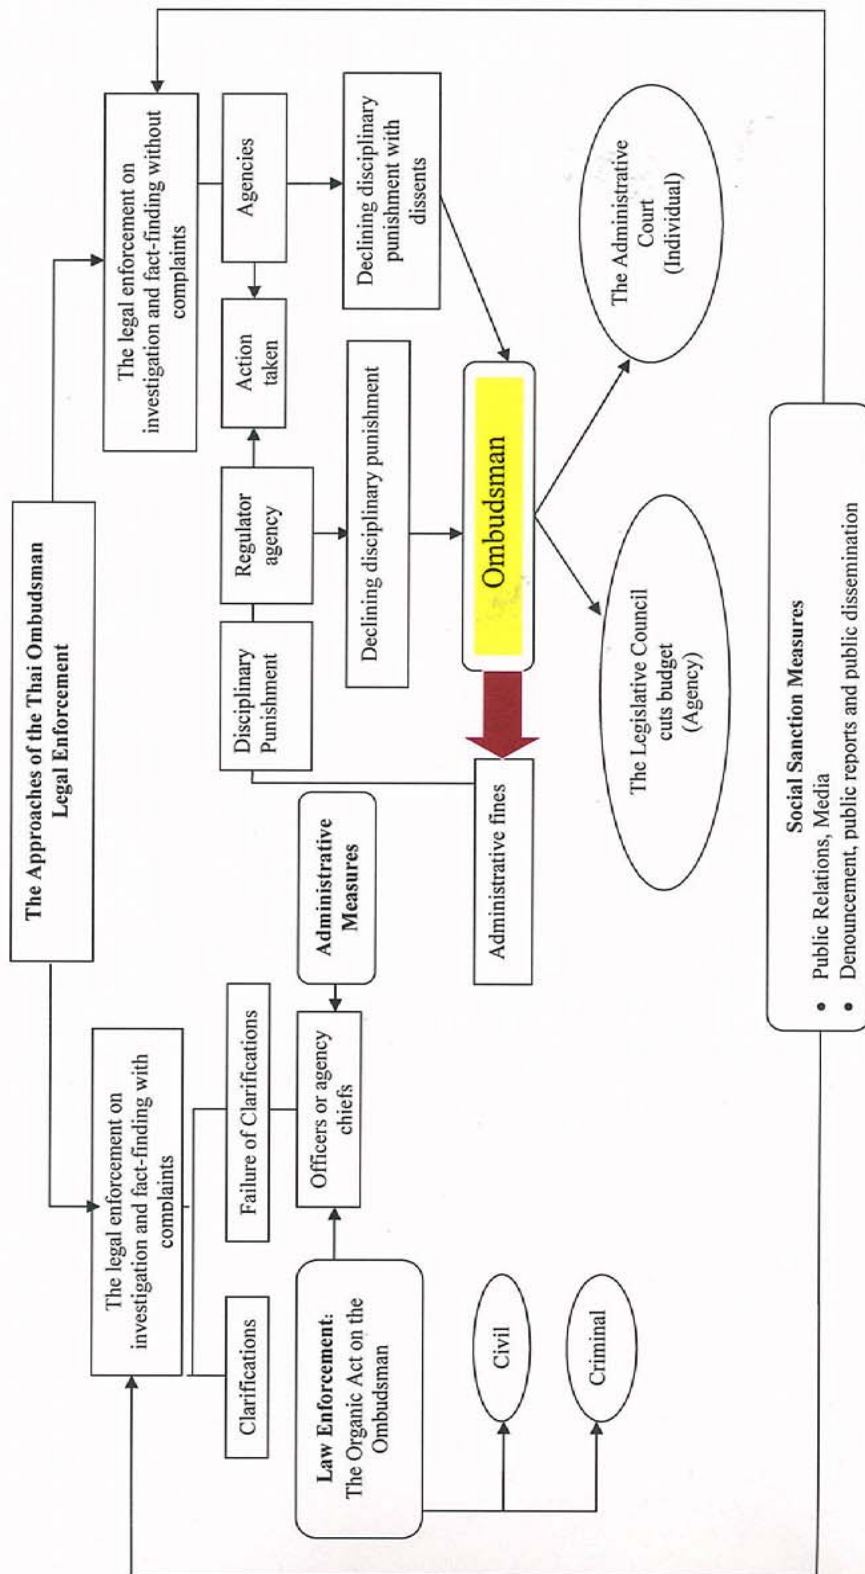 The Approaches of the Thai Ombudsman
Legal Enforcement
The legal enforcement on
investigation and fact-finding with
complaints
Clarifications
Failure of Clarifications
Law Enforcement:
The Organic Act on the
Ombudsman
Officers or agency
chiefs
Administrative
Measures
Civil
Criminal
The legal enforcement on
investigation and fact-finding without
complaints
Disciplinary
Punishment
Regulator
agency
Action
taken
Agencies
Declining disciplinary punishment
Declining disciplinary
punishment with
dissents
Administrative fines
Ombudsman
The Legislative Council
cuts budget
(Agency)
The Administrative
Court
(Individual)
Social Sanction Measures
• Public Relations, Media
• Denouncement, public reports and public dissemination